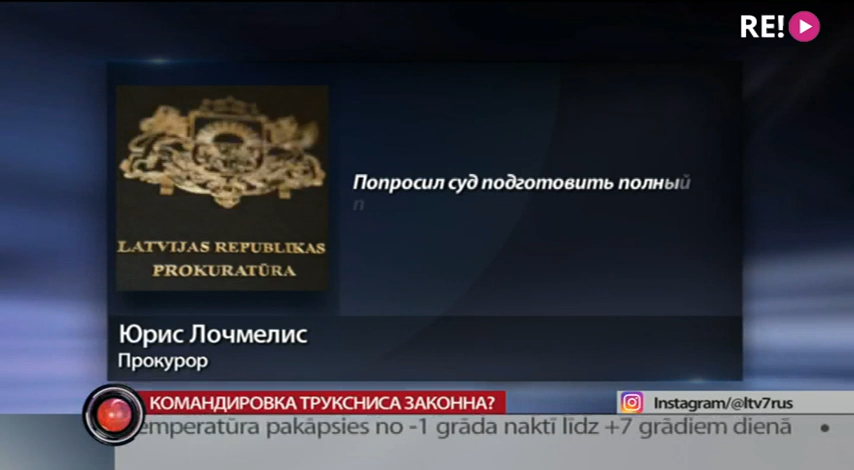 RE!
Попросил суд подготовить полный
п
LATVIJAS REPUBLIKAS
PROKURATŪRA
Юрис Лочмелис
Прокурор
КОМАНДИРОВКА ТРУКСНИСА ЗАКОННА?
Instagram/@ltv7rus
emperatūra pakāpsies no -1 grāda naktī līdz +7 grādiem dienā